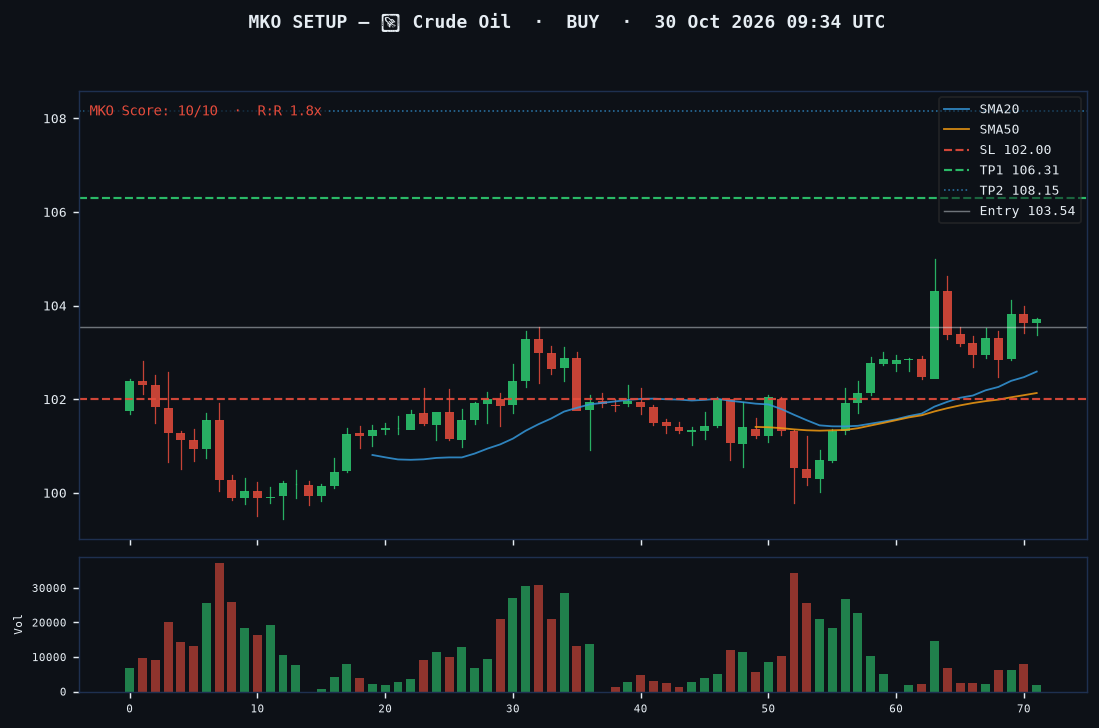 MKO SETUP — 🚀 Crude Oil · BUY · 30 Oct 2026 09:34 UTC
MKO Score: 10/10 · R:R 1.8x
SMA20
SMA50
SL 102.00
TP1 106.31
TP2 108.15
Entry 103.54
108
106
104
102
100
0 10 20 30 40 50 60 70
Vol
30000
20000
10000
0
0 10 20 30 40 50 60 70